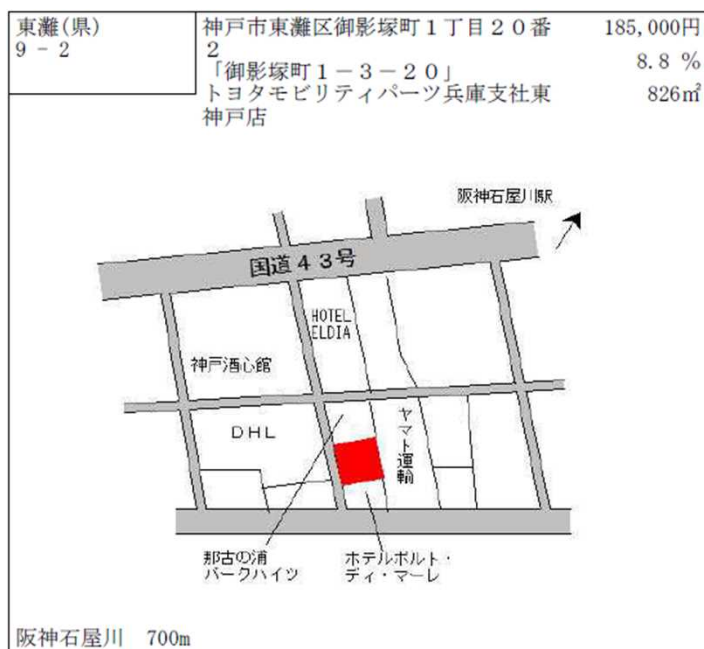 東灘(県)
9 - 2
神戸市東灘区御影塚町1丁目20番
2
「御影塚町1-3-20」
トヨタモビリティパーツ兵庫支社東
神戸店
185,000円
8.8 %
826㎡
阪神石屋川駅
国道43号
HOTEL
ELDIA
神戸酒心館
DHL
ヤマト運輸
那古の浦
パークハイツ
ホテルポルト・
ディ・マーレ
阪神石屋川 700m